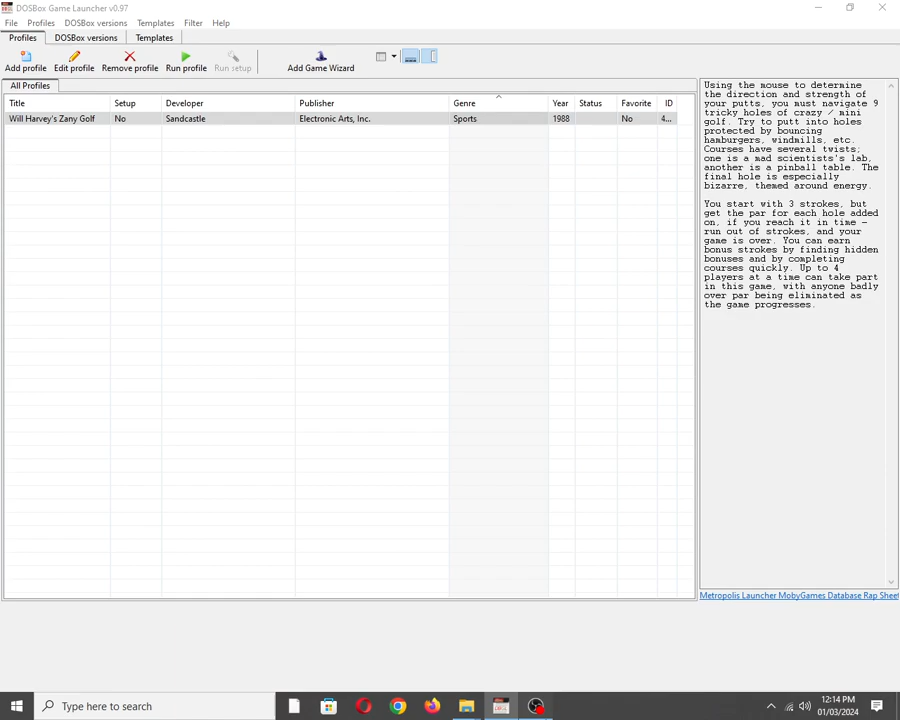 DOSBox Game Launcher v0.97
File Profiles DOSBox versions Templates Filter Help
Profiles DOSBox versions Templates
Add profile Edit profile Remove profile Run profile Run setup Add Game Wizard
All Profiles
Title Setup Developer Publisher Genre Year Status Favorite ID
Will Harvey's Zany Golf No Sandcastle Electronic Arts, Inc. Sports 1988 No 4...
Using the mouse to determine
the direction and strength of
your putts, you must navigate 9
tricky holes of crazy / mini
golf. Try to putt into holes
protected by bouncing
hamburgers, windmills, etc.
Courses have several twists;
one is a mad scientists's lab,
another is a pinball table. The
final hole is especially
bizarre, themed around energy.
You start with 3 strokes, but
get the par for each hole added
on, if you reach it in time -
run out of strokes, and your
game is over. You can earn
bonus strokes by finding hidden
bonuses and by completing
courses quickly. Up to 4
players at a time can take part
in this game, with anyone badly
over par being eliminated as
the game progresses.
Metropolis Launcher MobyGames Database Rap Sheet
Type here to search
12:14 PM
01/03/2024